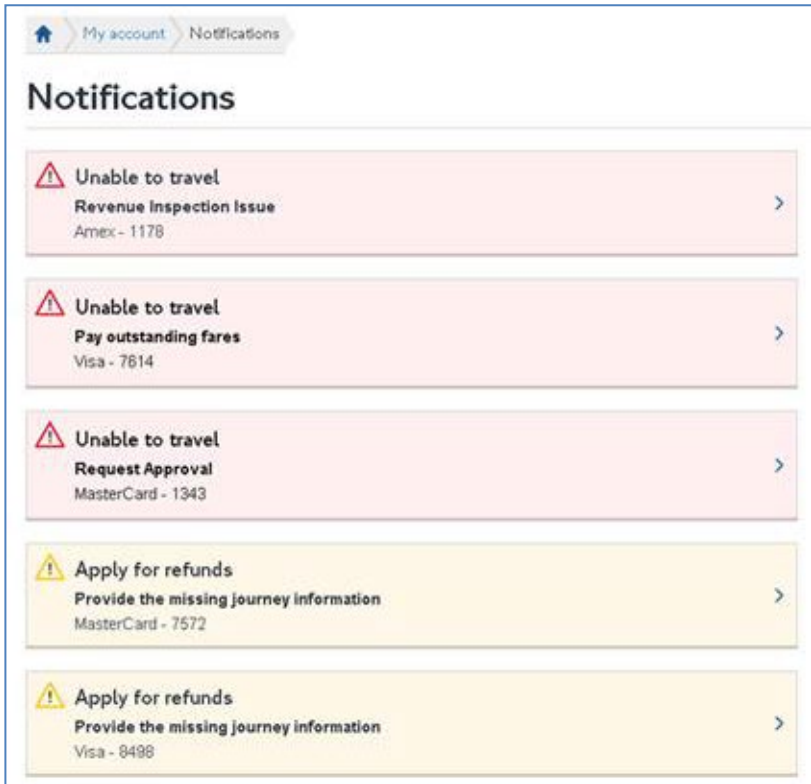 My account Notifications
Notifications
Unable to travel
Revenue Inspection Issue
Amex - 1178
Unable to travel
Pay outstanding fares
Visa - 7614
Unable to travel
Request Approval
MasterCard - 1343
Apply for refunds
Provide the missing journey information
MasterCard - 7572
Apply for refunds
Provide the missing journey information
Visa - 8498